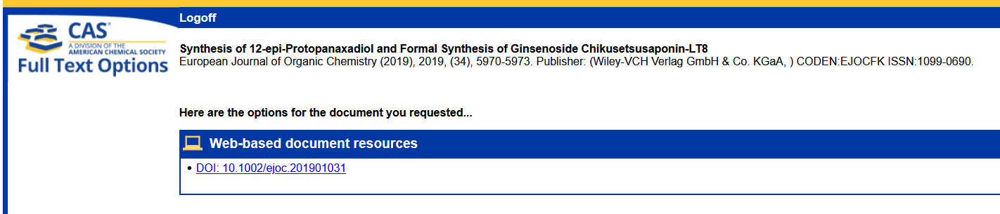 Logoff
CAS®
A DIVISION OF THE
AMERICAN CHEMICAL SOCIETY
Full Text Options
Synthesis of 12-epi-Protopanaxadiol and Formal Synthesis of Ginsenoside Chikusetsusaponin-LT8
European Journal of Organic Chemistry (2019), 2019, (34), 5970-5973. Publisher: (Wiley-VCH Verlag GmbH & Co. KGaA, ) CODEN:EJOCFK ISSN:1099-0690.
Here are the options for the document you requested...
Web-based document resources
• DOI: 10.1002/ejoc.201901031